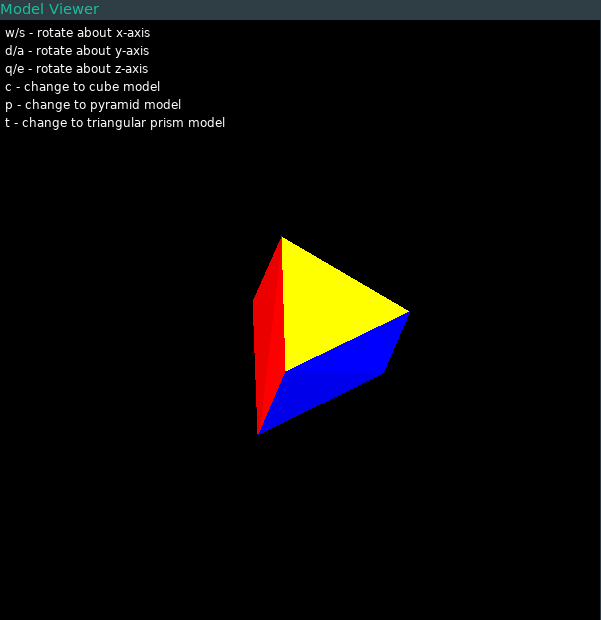 Model Viewer
w/s - rotate about x-axis
d/a - rotate about y-axis
q/e - rotate about z-axis
c - change to cube model
p - change to pyramid model
t - change to triangular prism model